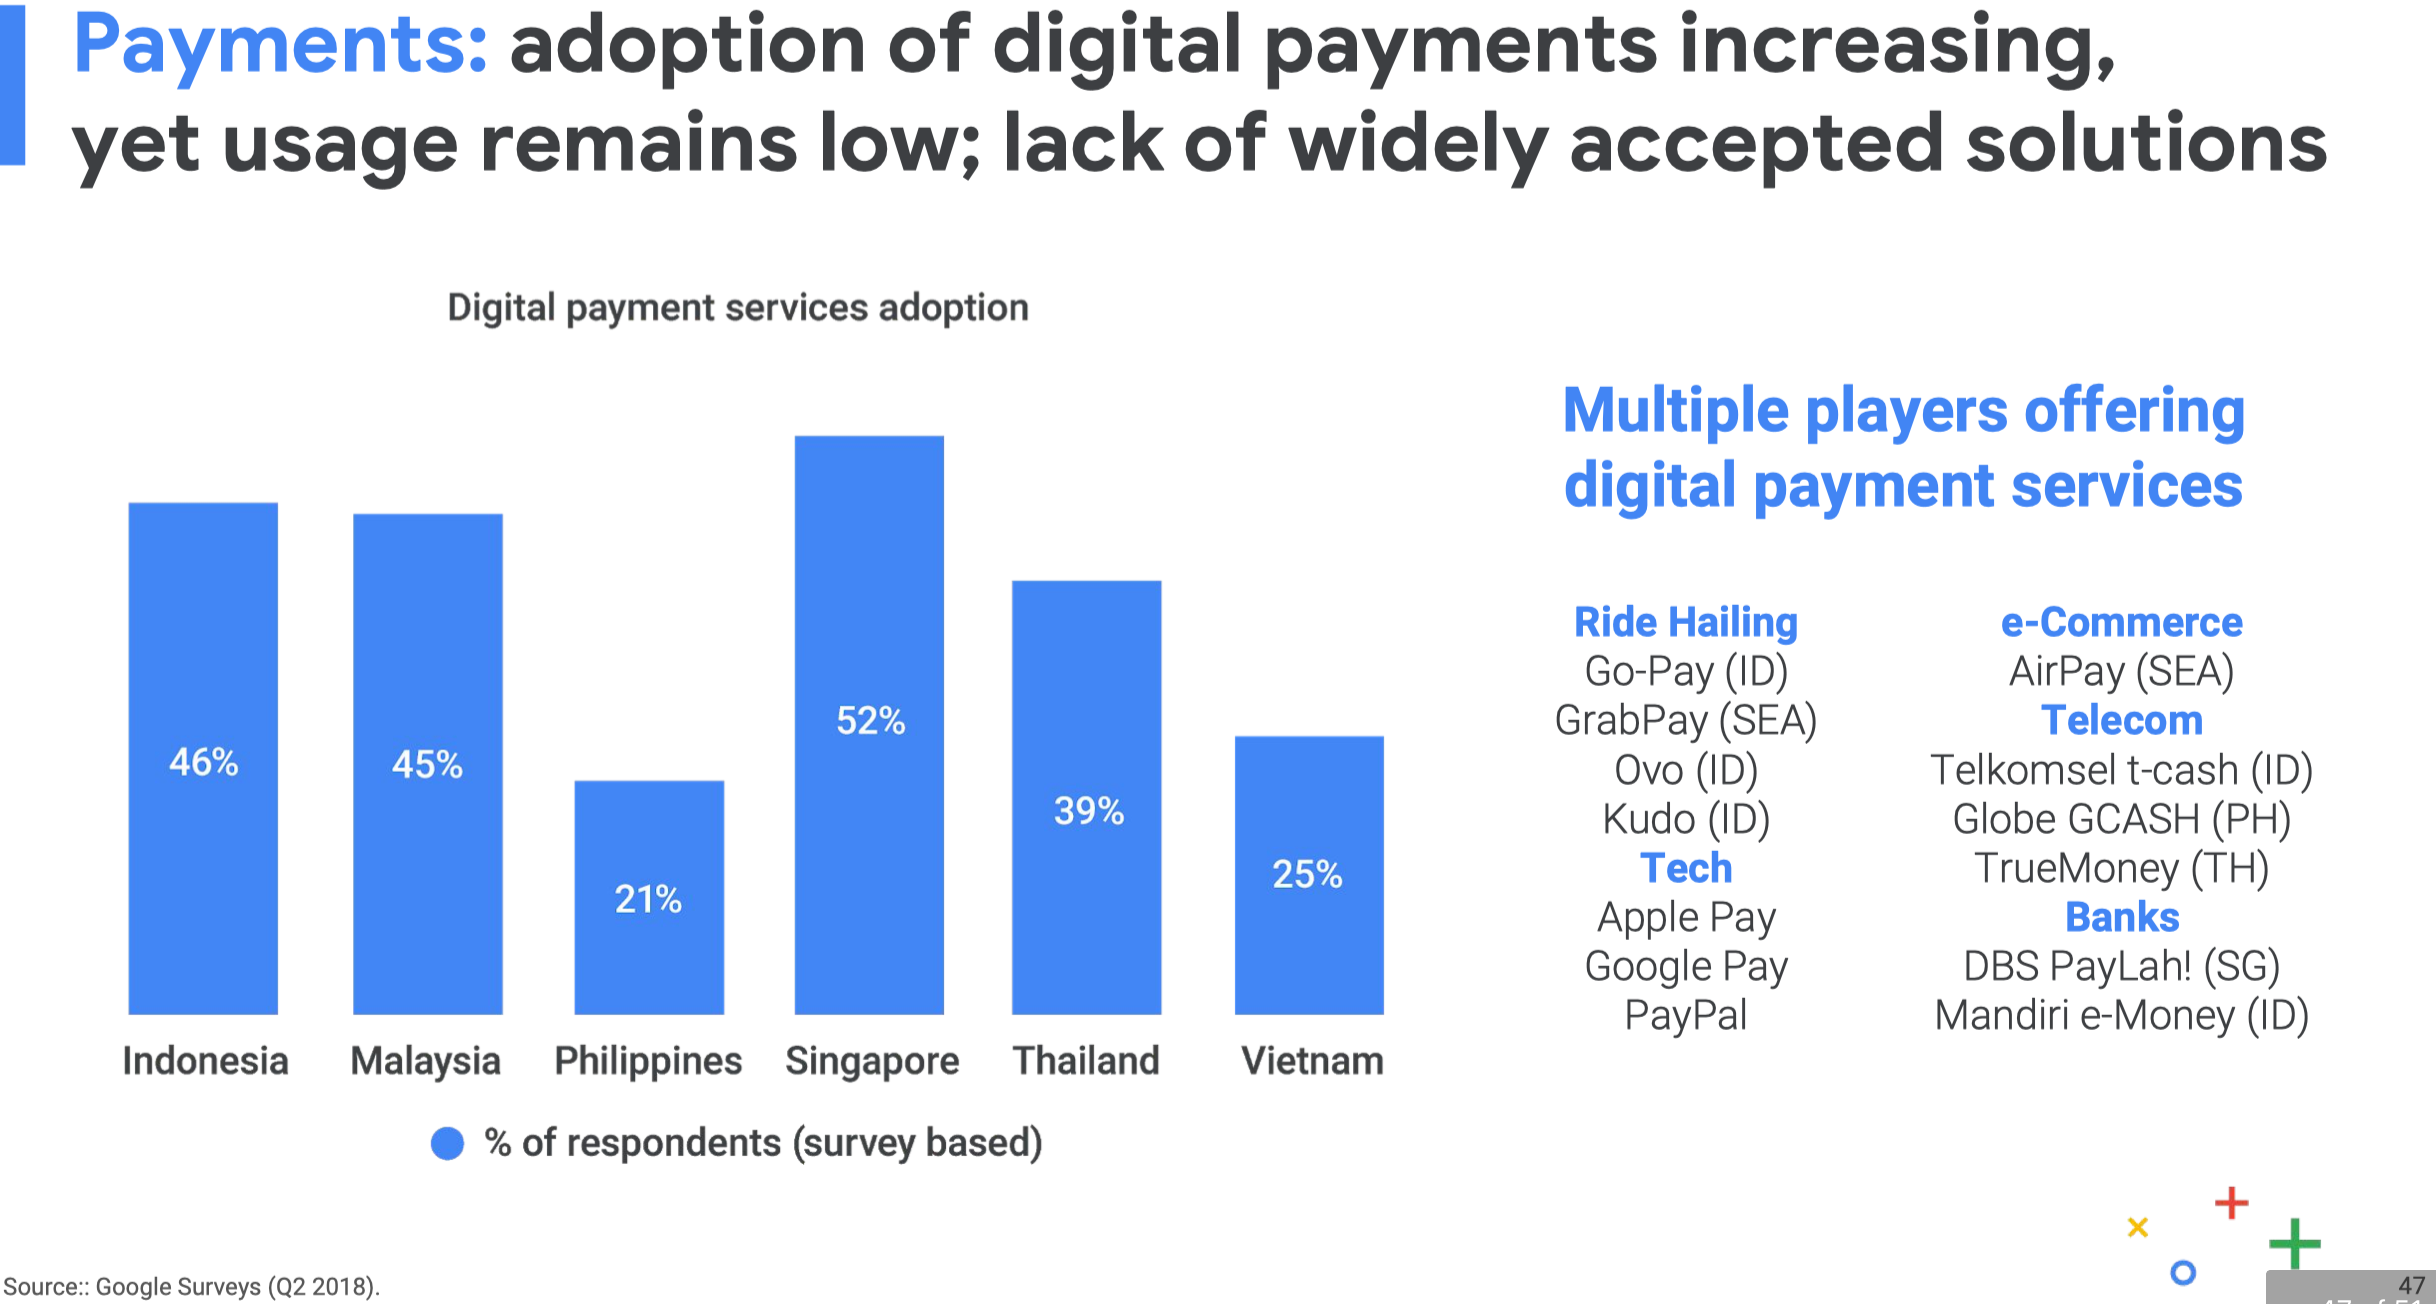 Payments: adoption of digital payments increasing,
yet usage remains low; lack of widely accepted solutions
Digital payment services adoption
46%
45%
21%
52%
39%
25%
Indonesia
Malaysia
Philippines
Singapore
Thailand
Vietnam
% of respondents (survey based)
Multiple players offering
digital payment services
Ride Hailing
Go-Pay (ID)
GrabPay (SEA)
Ovo (ID)
Kudo (ID)
Tech
Apple Pay
Google Pay
PayPal
e-Commerce
AirPay (SEA)
Telecom
Telkomsel t-cash (ID)
Globe GCASH (PH)
TrueMoney (TH)
Banks
DBS PayLah! (SG)
Mandiri e-Money (ID)
Source:: Google Surveys (Q2 2018).
47